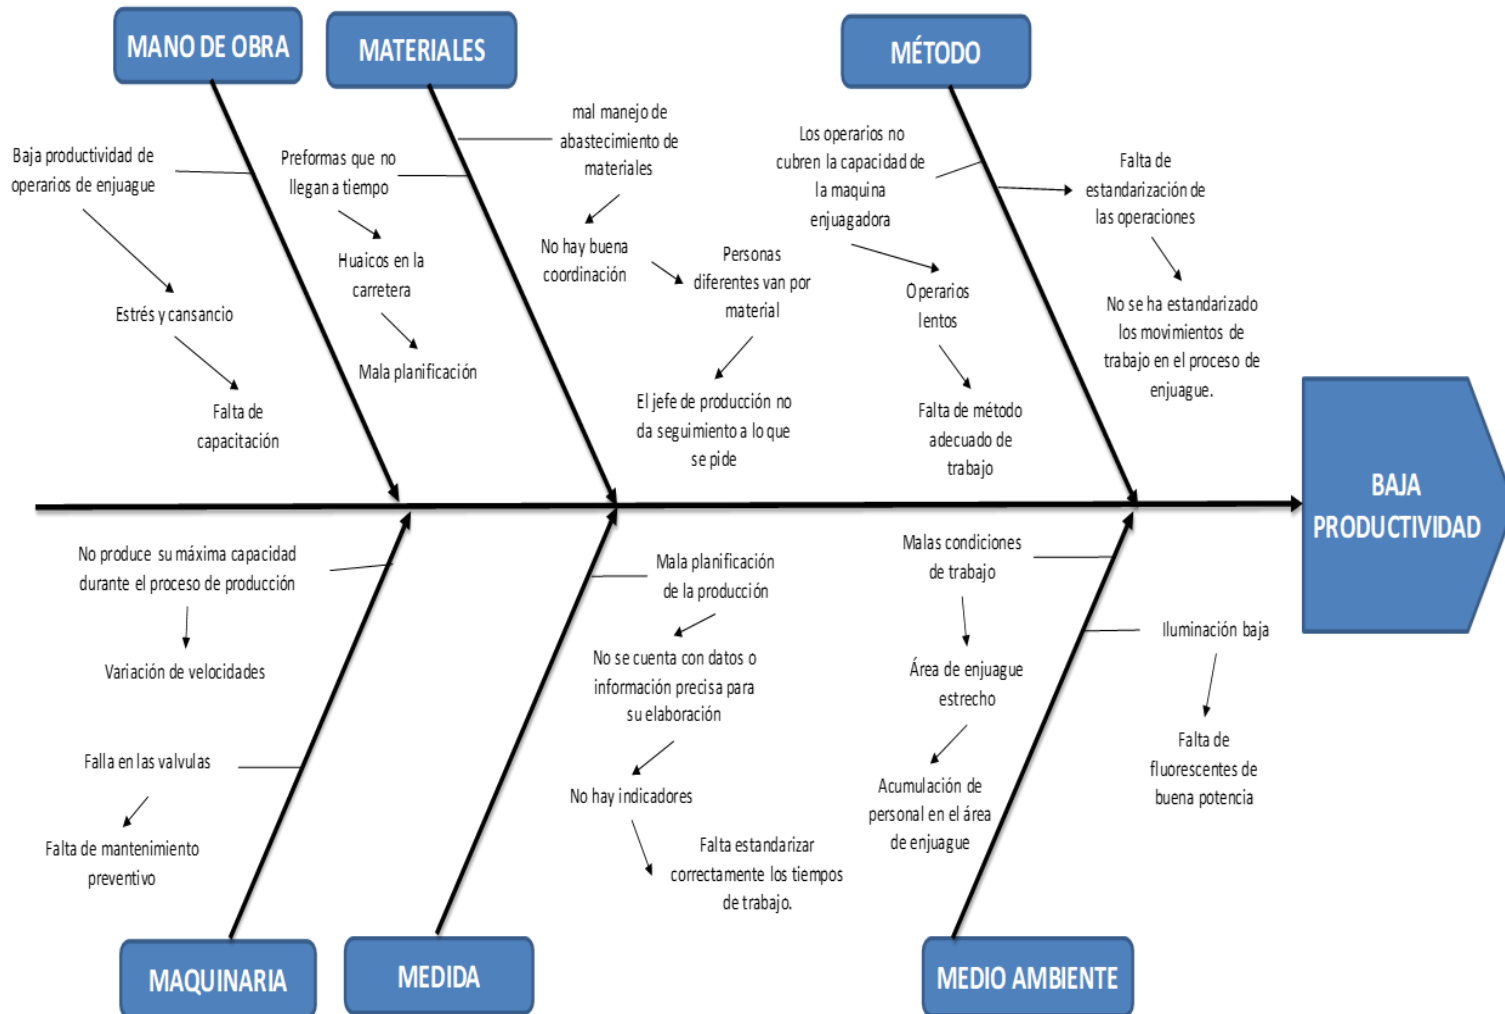 MANO DE OBRA
MATERIALES
MÉTODO
Baja productividad de
operarios de enjuague
Estrés y cansancio
Falta de
capacitación
Preformas que no
llegan a tiempo
Huaicos en la
carretera
Mala planificación
mal manejo de
abastecimiento de
materiales
No hay buena
coordinación
Personas
diferentes van por
material
El jefe de producción no
da seguimiento a lo que
se pide
Los operarios no
cubren la capacidad de
la maquina
enjuagadora
Operarios
lentos
Falta de método
adecuado de
trabajo
Falta de
estandarización de
las operaciones
No se ha estandarizado
los movimientos de
trabajo en el proceso de
enjuague.
BAJA
PRODUCTIVIDAD
No produce su máxima capacidad
durante el proceso de producción
Variación de velocidades
Falla en las valvulas
Falta de mantenimiento
preventivo
Mala planificación
de la producción
No se cuenta con datos o
información precisa para
su elaboración
No hay indicadores
Falta estandarizar
correctamente los tiempos
de trabajo.
Malas condiciones
de trabajo
Área de enjuague
estrecho
Acumulación de
personal en el área
de enjuague
Iluminación baja
Falta de
fluorescentes de
buena potencia
MAQUINARIA
MEDIDA
MEDIO AMBIENTE